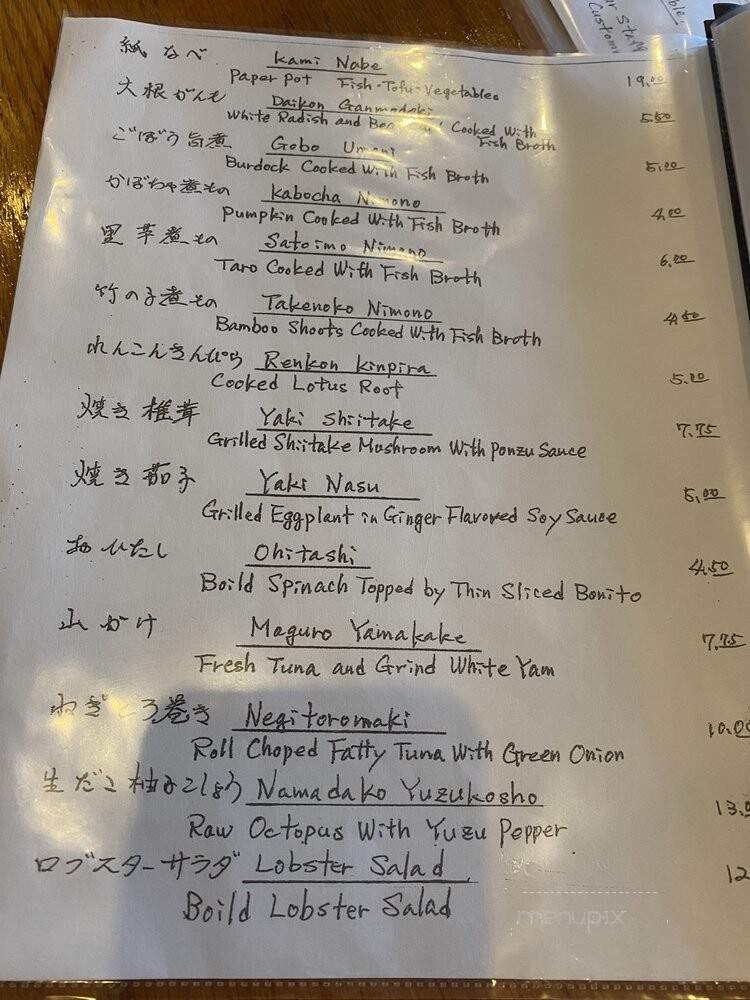 紙なべ Kami Nabe
Paper Pot Fish-Tofu-Vegetables 19.00
大根がんも Daikon Ganmodoki
White Radish and Cooked With Fish Broth 5.50
ごぼう旨煮 Gobo Umani
Burdock Cooked With Fish Broth 5.00
かぼちゃ煮もの Kabocha Nimono
Pumpkin Cooked With Fish Broth 4.00
里芋煮もの Satoimo Nimono
Taro Cooked With Fish Broth 6.00
竹の子煮もの Takenoko Nimono
Bamboo Shoots Cooked With Fish Broth 4.50
れんこんきんぴら Renkon Kinpira
Cooked Lotus Root 5.00
焼き椎茸 Yaki Shiitake
Grilled Shiitake Mushroom With Ponzu Sauce 7.75
焼き茄子 Yaki Nasu
Grilled Eggplant in Ginger Flavored Soy Sauce 5.00
おひたし Ohitashi
Boild Spinach Topped by Thin Sliced Bonito 4.50
山かけ Maguro Yamakake
Fresh Tuna and Grind White Yam 7.75
ねぎとろ巻き Negitoromaki
Roll Choped Fatty Tuna With Green Onion 10.00
生だこ柚子こしょう Namadako Yuzukosho
Raw Octopus With Yuzu Pepper 13.0
ロブスターサラダ Lobster Salad
Boild Lobster Salad 12
menupix